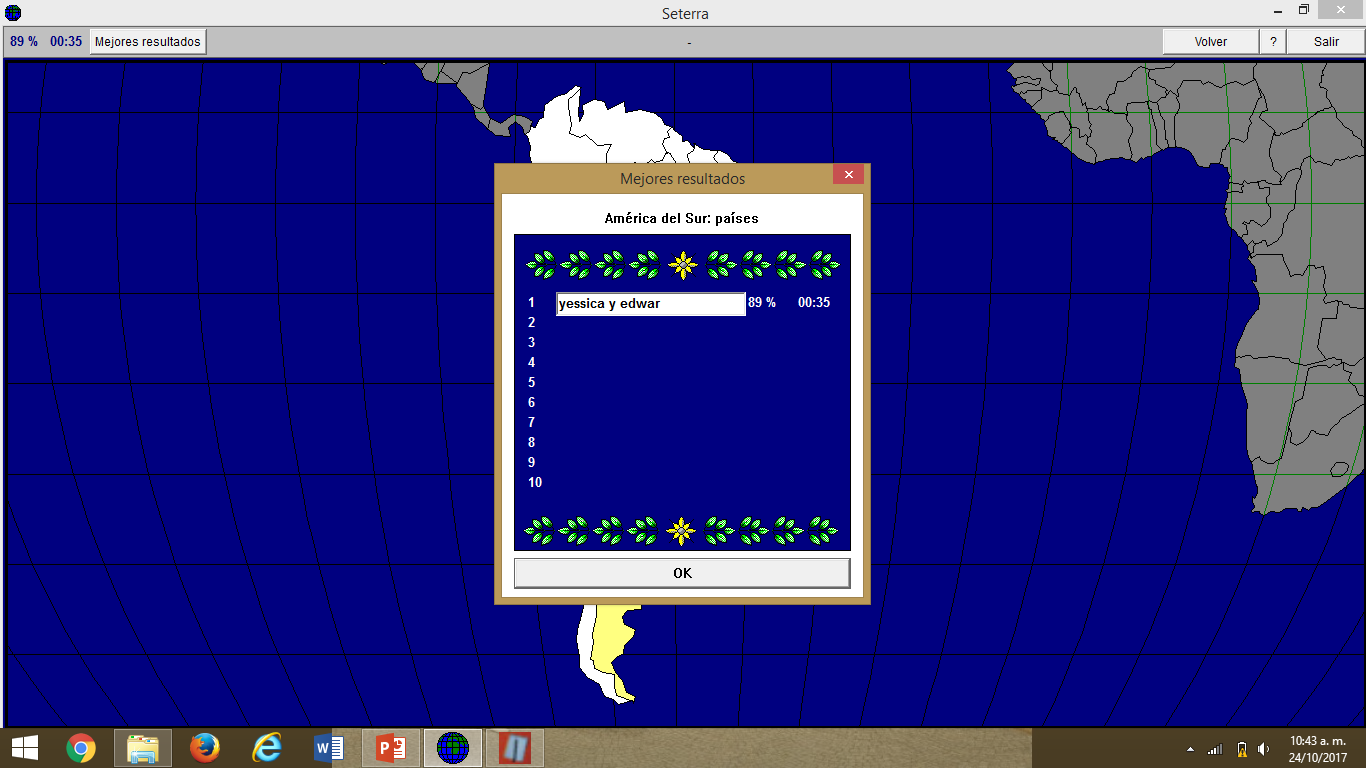 Seterra
89 % 00:35 Mejores resultados - Volver ? Salir
Mejores resultados
América del Sur: países
1 yessica y edwar 89 % 00:35
2
3
4
5
6
7
8
9
10
OK
10:43 a. m.
24/10/2017